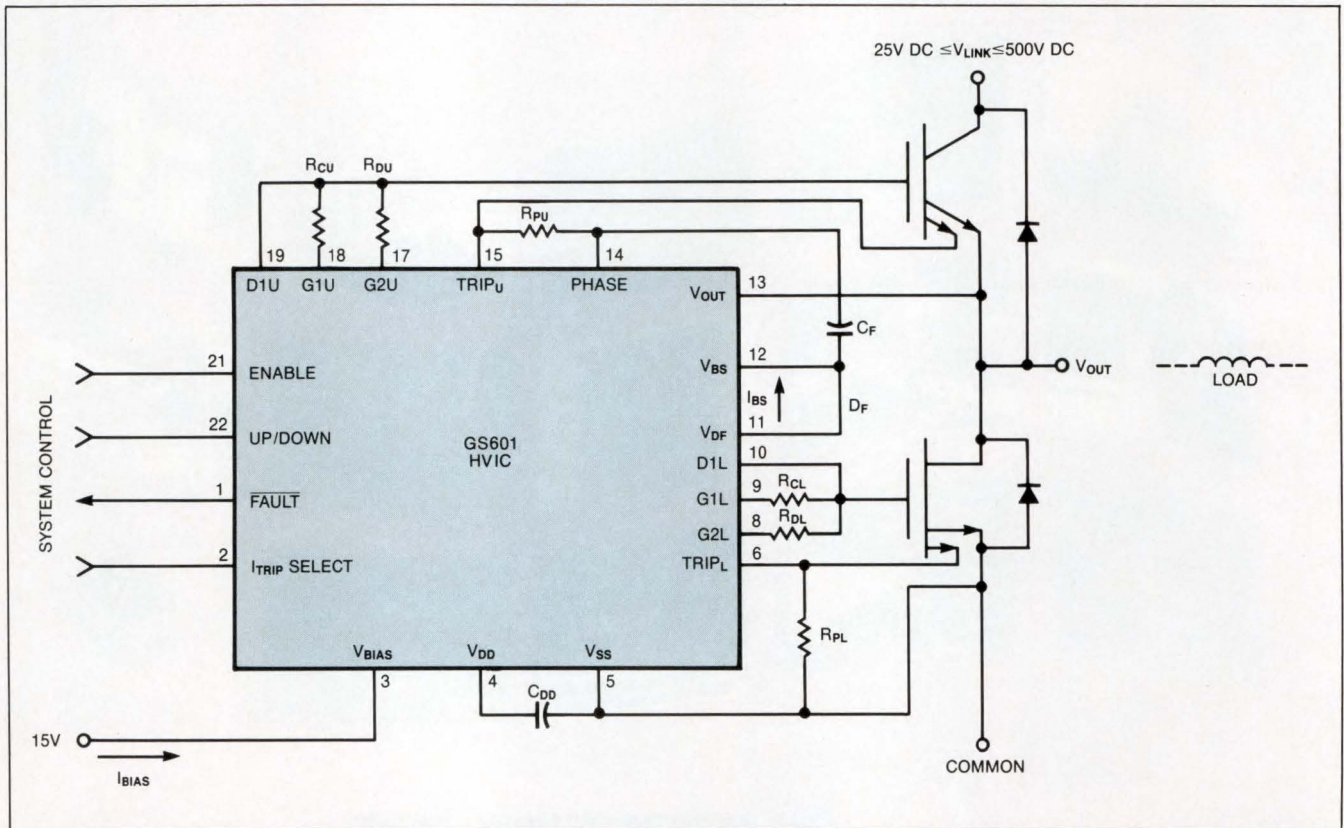 25V DC ≤VLINK≤500V DC
RCU
RDU
RPU
19
18
17
15
14
D1U
G1U
G2U
TRIPU
PHASE
VOUT
13
CF
21
ENABLE
VBS
12
VOUT
LOAD
IBS
DF
22
UP/DOWN
VDF
11
GS601
HVIC
D1L
10
SYSTEM CONTROL
1
FAULT
G1L
9
RCL
G2L
8
RDL
2
ITRIP SELECT
TRIPL
6
RPL
VBIAS
VDD
VSS
3
4
5
CDD
15V
IBIAS
COMMON